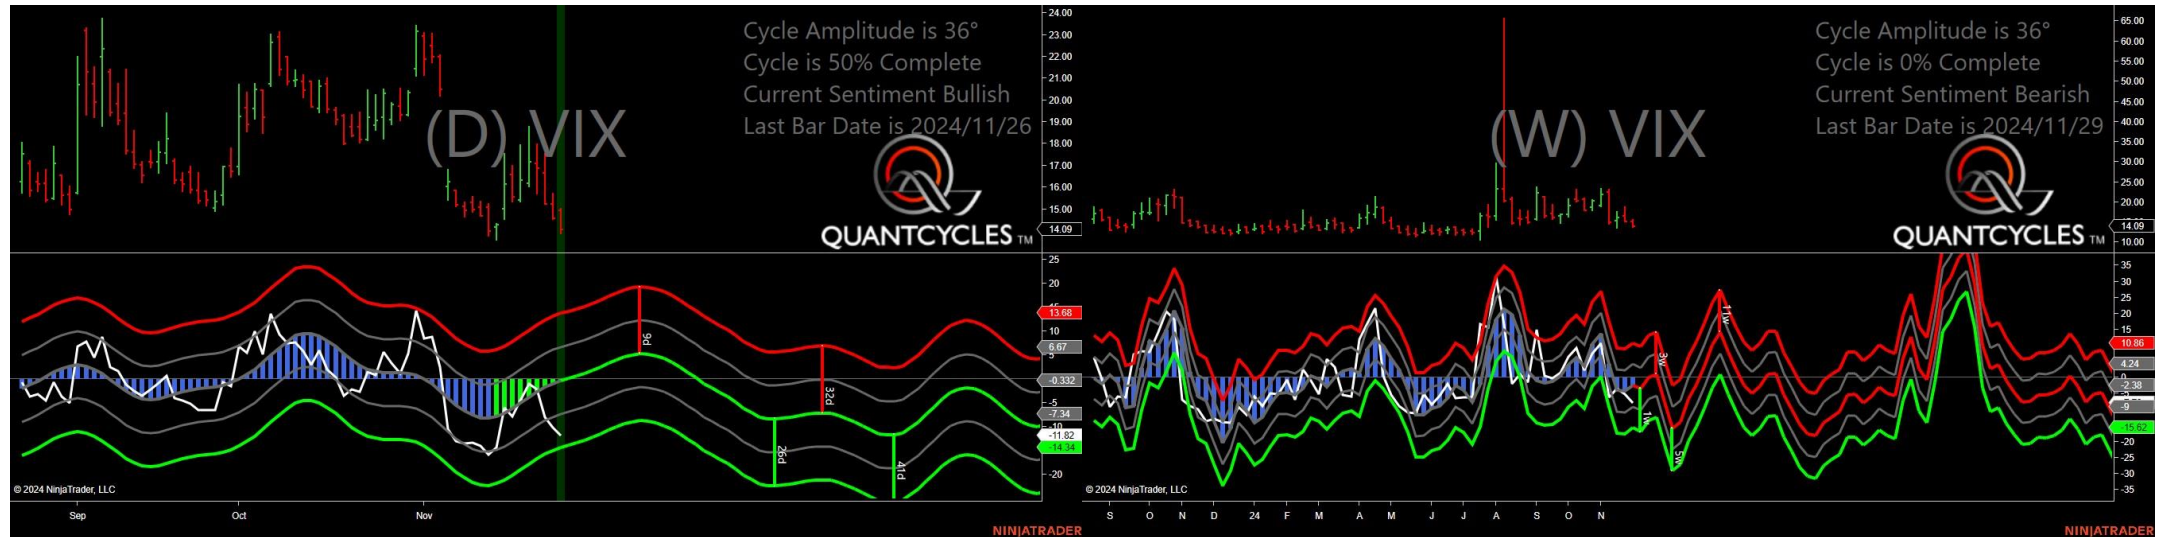 Cycle Amplitude is 36°
Cycle is 50% Complete
Current Sentiment Bullish
Last Bar Date is 2024/11/26
(D) VIX
QUANTCYCLES TM
24.00
23.00
22.00
21.00
20.00
19.00
18.00
17.00
16.00
15.00
14.09
25
20
13.68
10
6.67
-0.332
-5
-7.34
-11.82
-14.34
-20
9d
26d
32d
41d
© 2024 NinjaTrader, LLC
Sep
Oct
Nov
NINJATRADER
Cycle Amplitude is 36°
Cycle is 0% Complete
Current Sentiment Bearish
Last Bar Date is 2024/11/29
(W) VIX
QUANTCYCLES TM
65.00
60.00
55.00
50.00
45.00
40.00
35.00
30.00
25.00
20.00
14.09
10.00
35
30
25
20
15
10.86
4.24
-2.38
-9
-15.62
-20
-25
-30
-35
1w
3w
5w
11w
© 2024 NinjaTrader, LLC
S
O
N
D
24
F
M
A
M
J
J
A
S
O
N
NINJATRADER